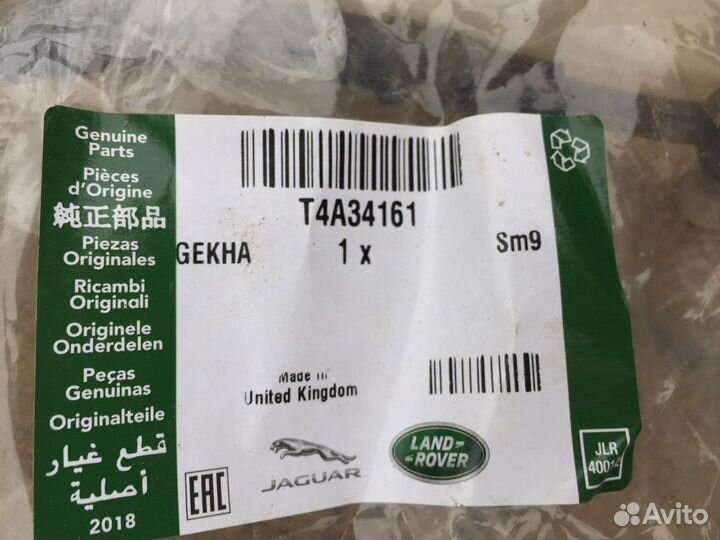 Genuine
Parts
Pièces
d'Origine
純正部品
Piezas
Originales
Ricambi
Originali
Originele
Onderdelen
Peças
Genuinas
Originalteile
قطع غيار
أصلية
2018
T4A34161
GEKHA 1 x Sm9
Made in
United Kingdom
EAC
JAGUAR
LAND-
-ROVER
JLR
Avito